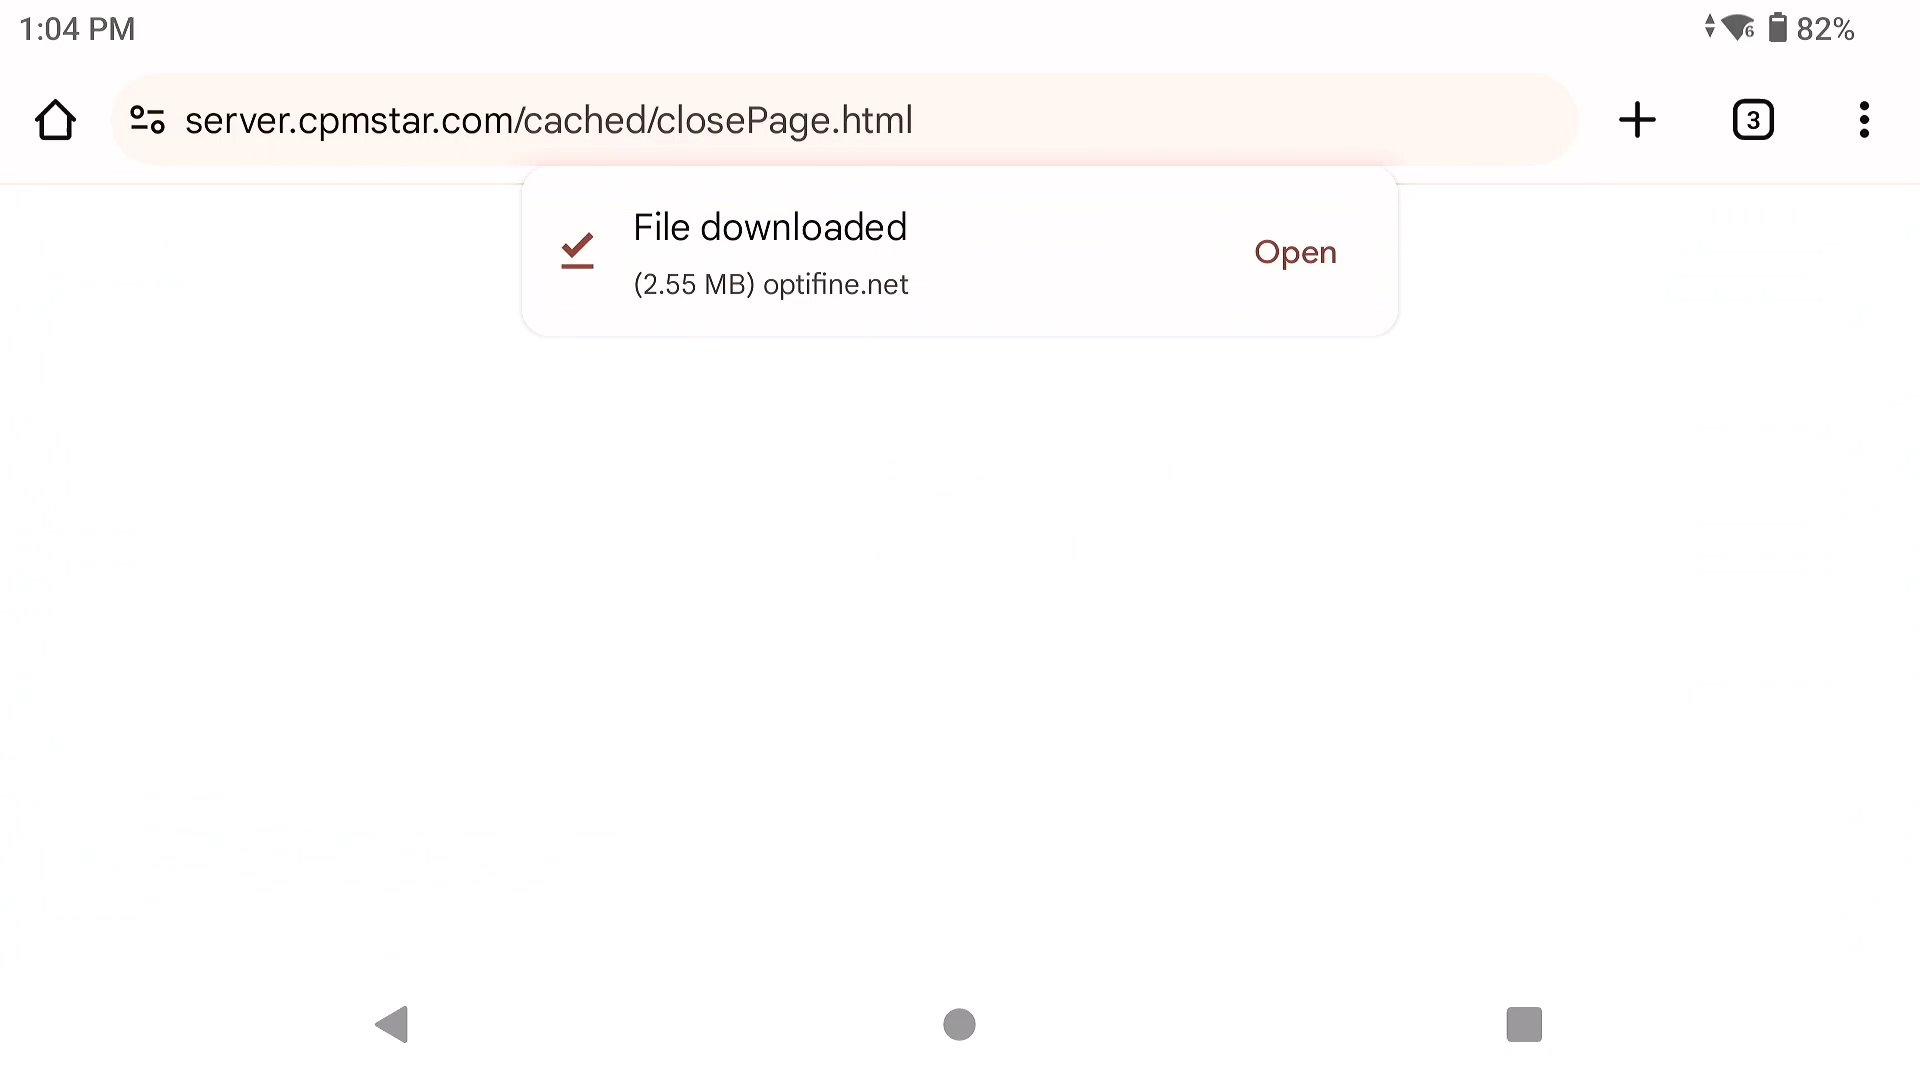 1:04 PM
6 82%
server.cpmstar.com/cached/closePage.html
3
File downloaded
(2.55 MB) optifine.net
Open